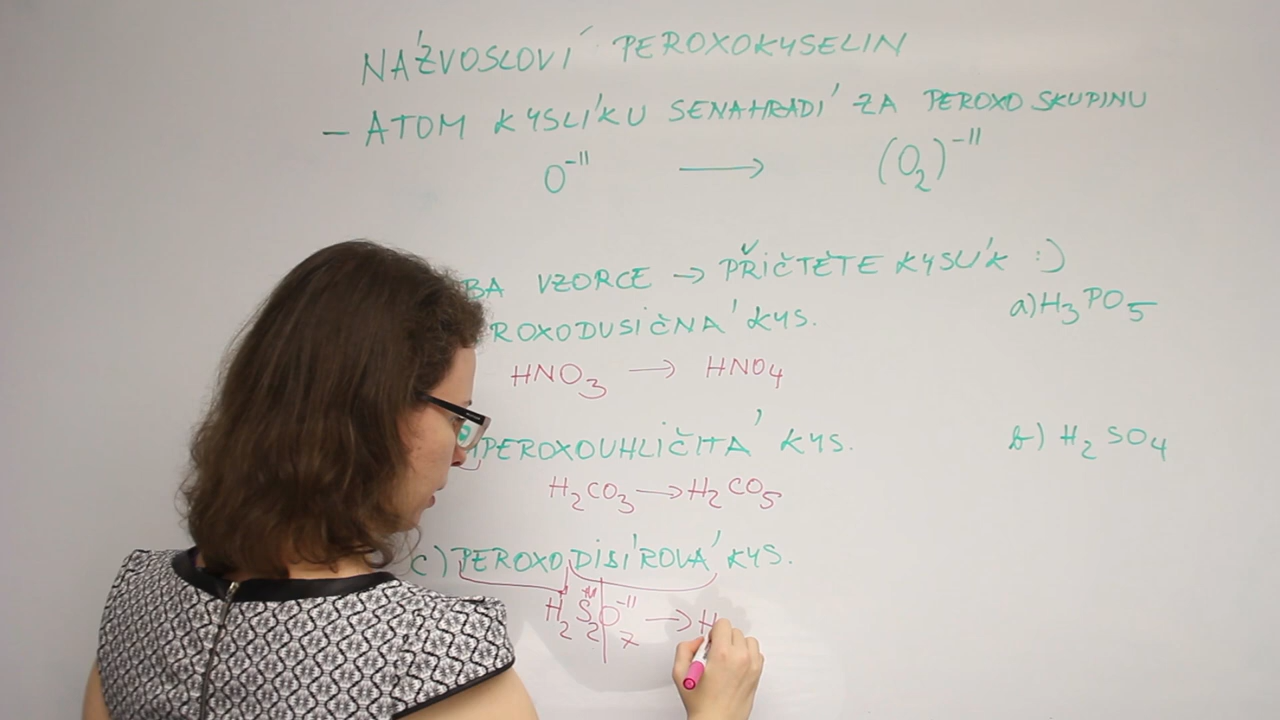 NÁZVOSLOVÍ PEROXOKYSELIN
- ATOM KYSLÍKU SE NAHRADÍ ZA PEROXO SKUPINU
O⁻ᴵᴵ → (O₂)⁻ᴵᴵ
BA VZORCE → PŘIČTĚTE KYSLÍK :)
ROXODUSIČNÁ KYS.
HNO₃ → HNO₄
PEROXOUHLIČITÁ KYS.
H₂CO₃ → H₂CO₅
c) PEROXODISÍROVÁ KYS.
H₂S₂O₇⁻ᴵᴵ → H
a) H₃PO₅
b) H₂SO₄